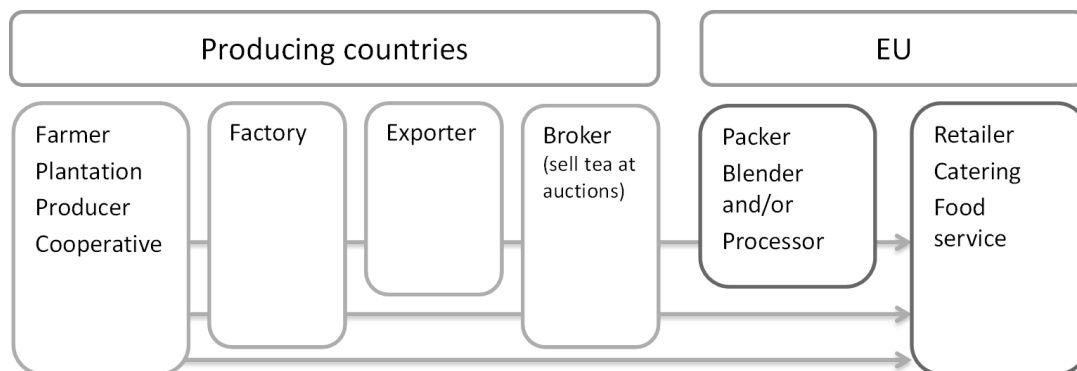 Producing countries
EU
Farmer
Plantation
Producer
Cooperative
Factory
Exporter
Broker
(sell tea at
auctions)
Packer
Blender
and/or
Processor
Retailer
Catering
Food
service